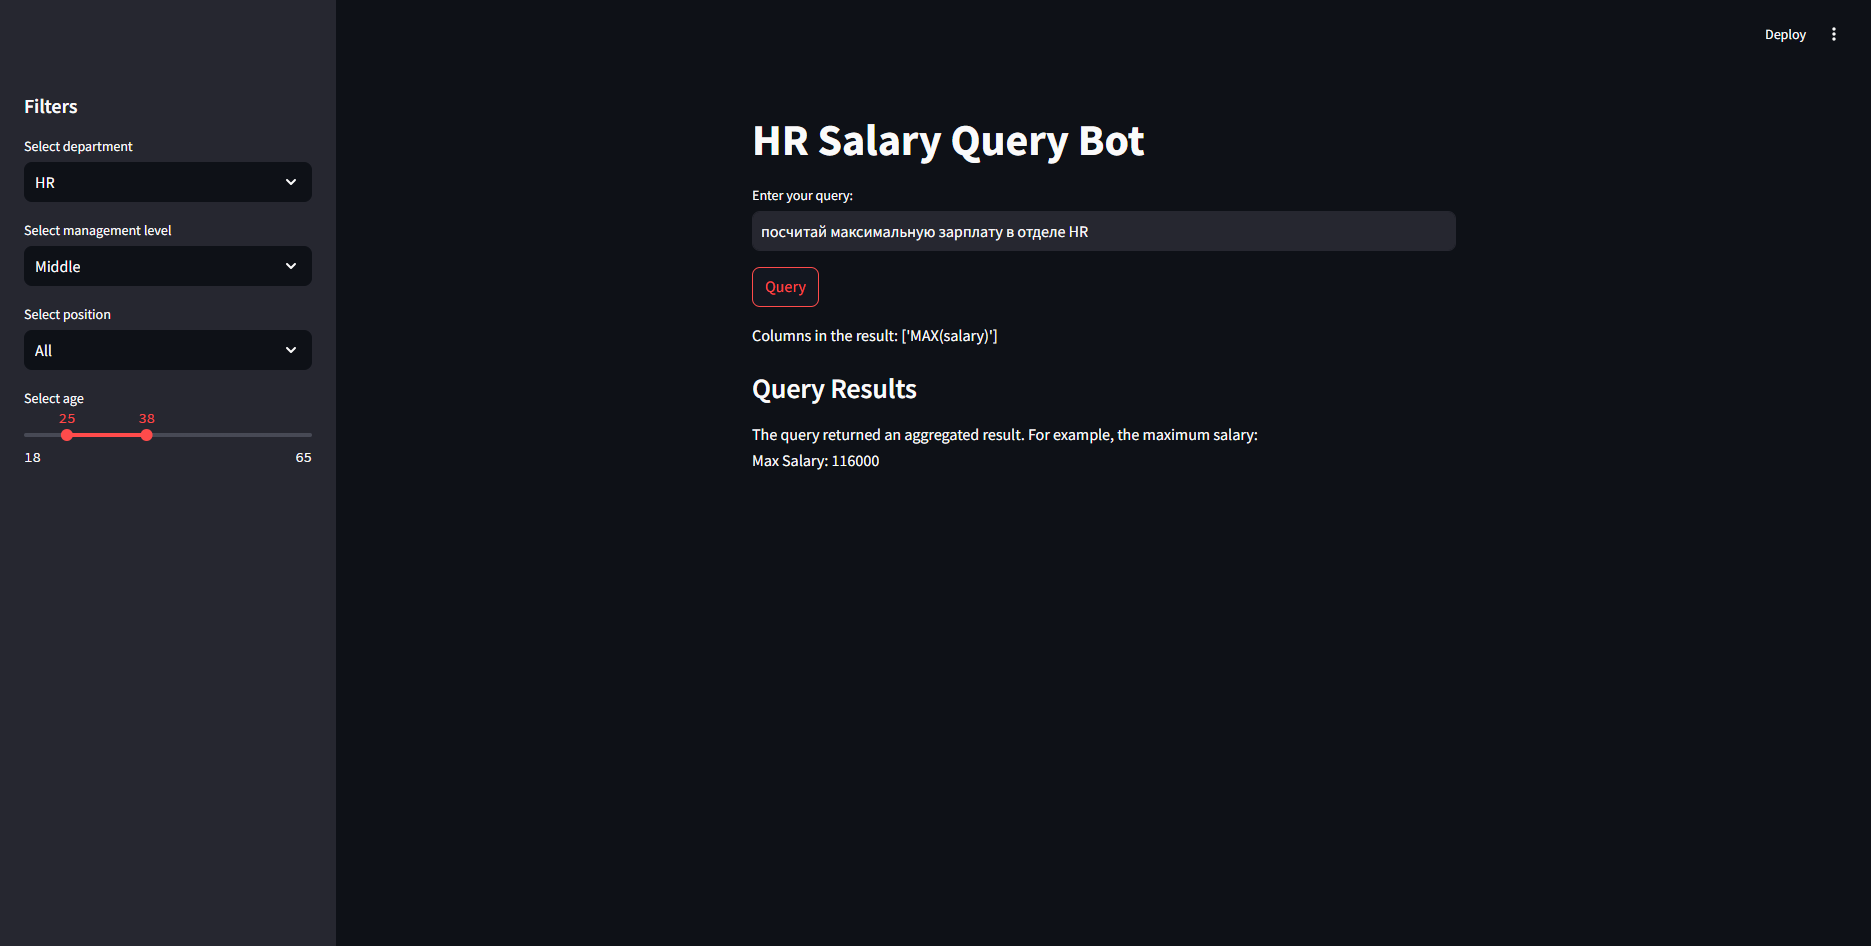 Deploy
Filters
Select department
HR
Select management level
Middle
Select position
All
Select age
25 38
18 65
HR Salary Query Bot
Enter your query:
посчитай максимальную зарплату в отделе HR
Query
Columns in the result: ['MAX(salary)']
Query Results
The query returned an aggregated result. For example, the maximum salary:
Max Salary: 116000